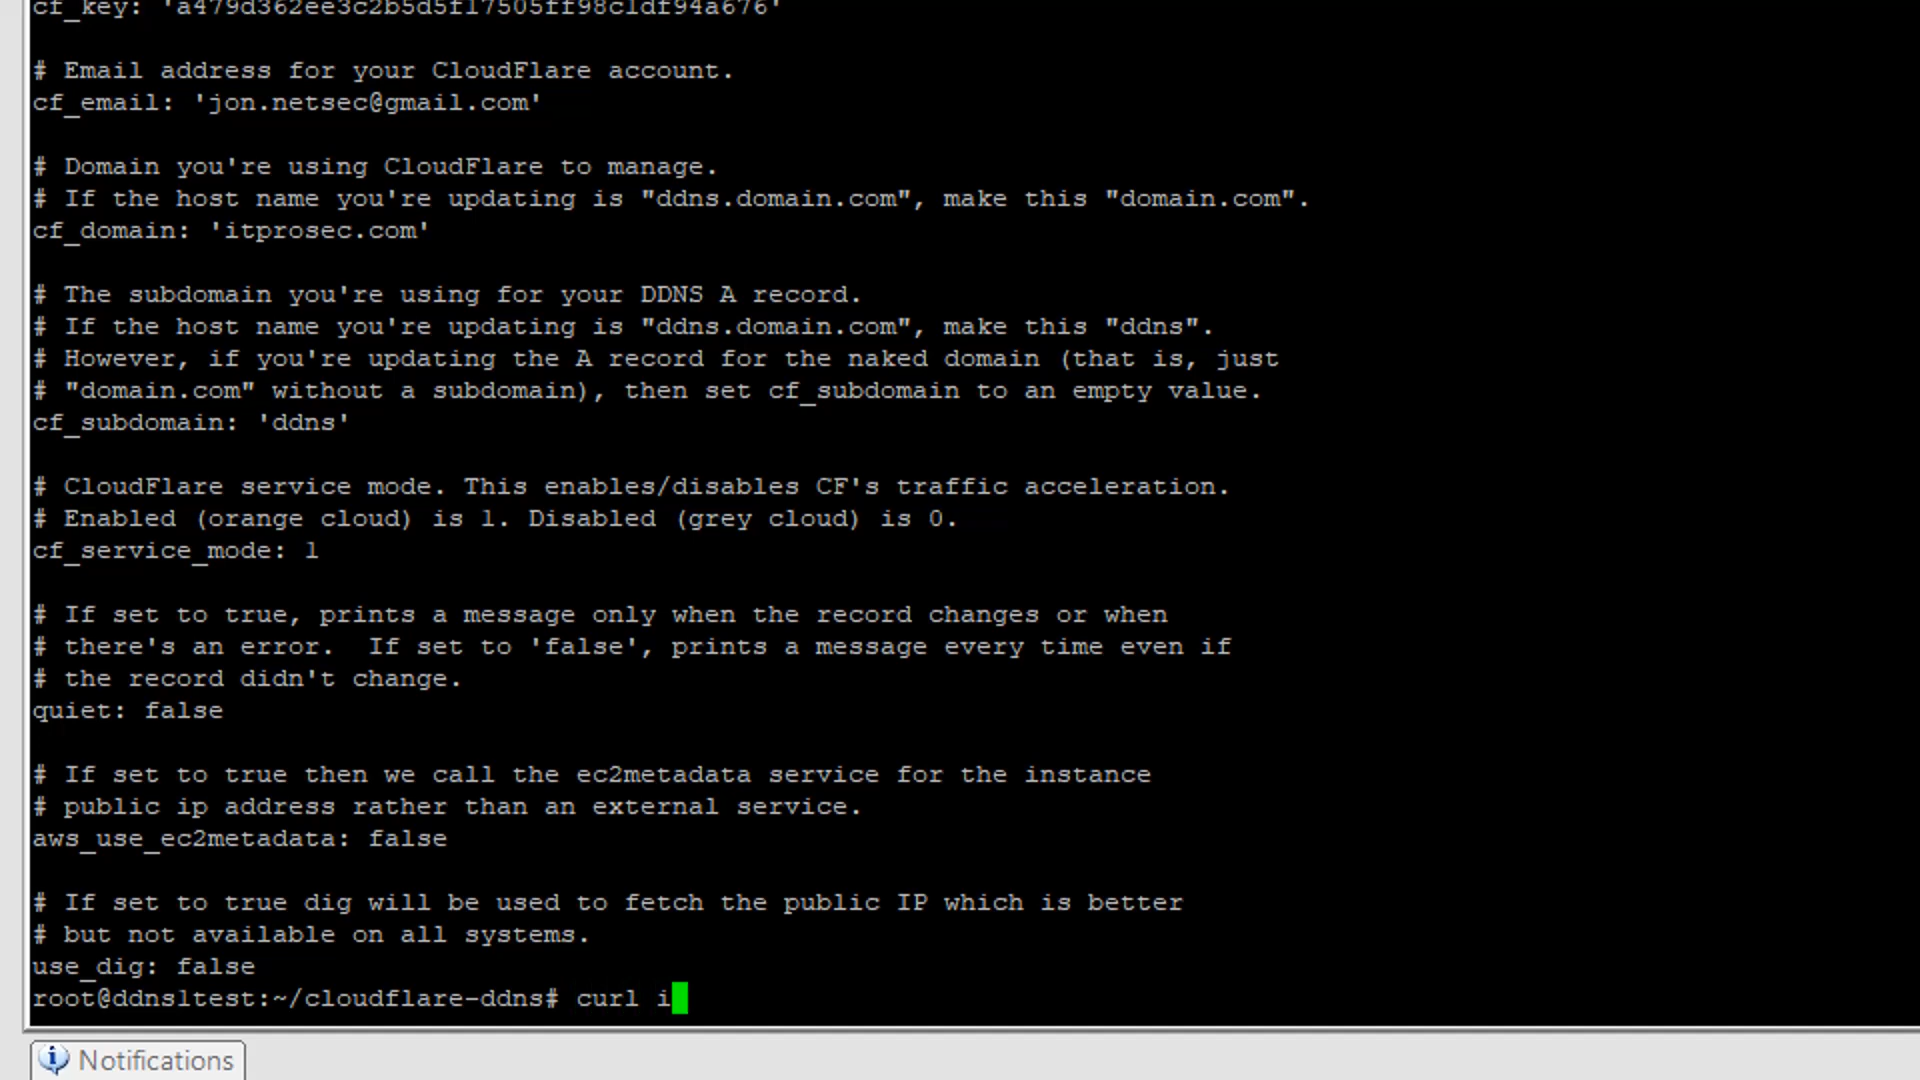 cf_key: 'a479d362ee3c2b5d5f17505ff98c1df94a676'
# Email address for your CloudFlare account.
cf_email: 'jon.netsec@gmail.com'
# Domain you're using CloudFlare to manage.
# If the host name you're updating is "ddns.domain.com", make this "domain.com".
cf_domain: 'itprosec.com'
# The subdomain you're using for your DDNS A record.
# If the host name you're updating is "ddns.domain.com", make this "ddns".
# However, if you're updating the A record for the naked domain (that is, just
# "domain.com" without a subdomain), then set cf_subdomain to an empty value.
cf_subdomain: 'ddns'
# CloudFlare service mode. This enables/disables CF's traffic acceleration.
# Enabled (orange cloud) is 1. Disabled (grey cloud) is 0.
cf_service_mode: 1
# If set to true, prints a message only when the record changes or when
# there's an error.  If set to 'false', prints a message every time even if
# the record didn't change.
quiet: false
# If set to true then we call the ec2metadata service for the instance
# public ip address rather than an external service.
aws_use_ec2metadata: false
# If set to true dig will be used to fetch the public IP which is better
# but not available on all systems.
use_dig: false
root@ddnsltest:~/cloudflare-ddns# curl i
Notifications